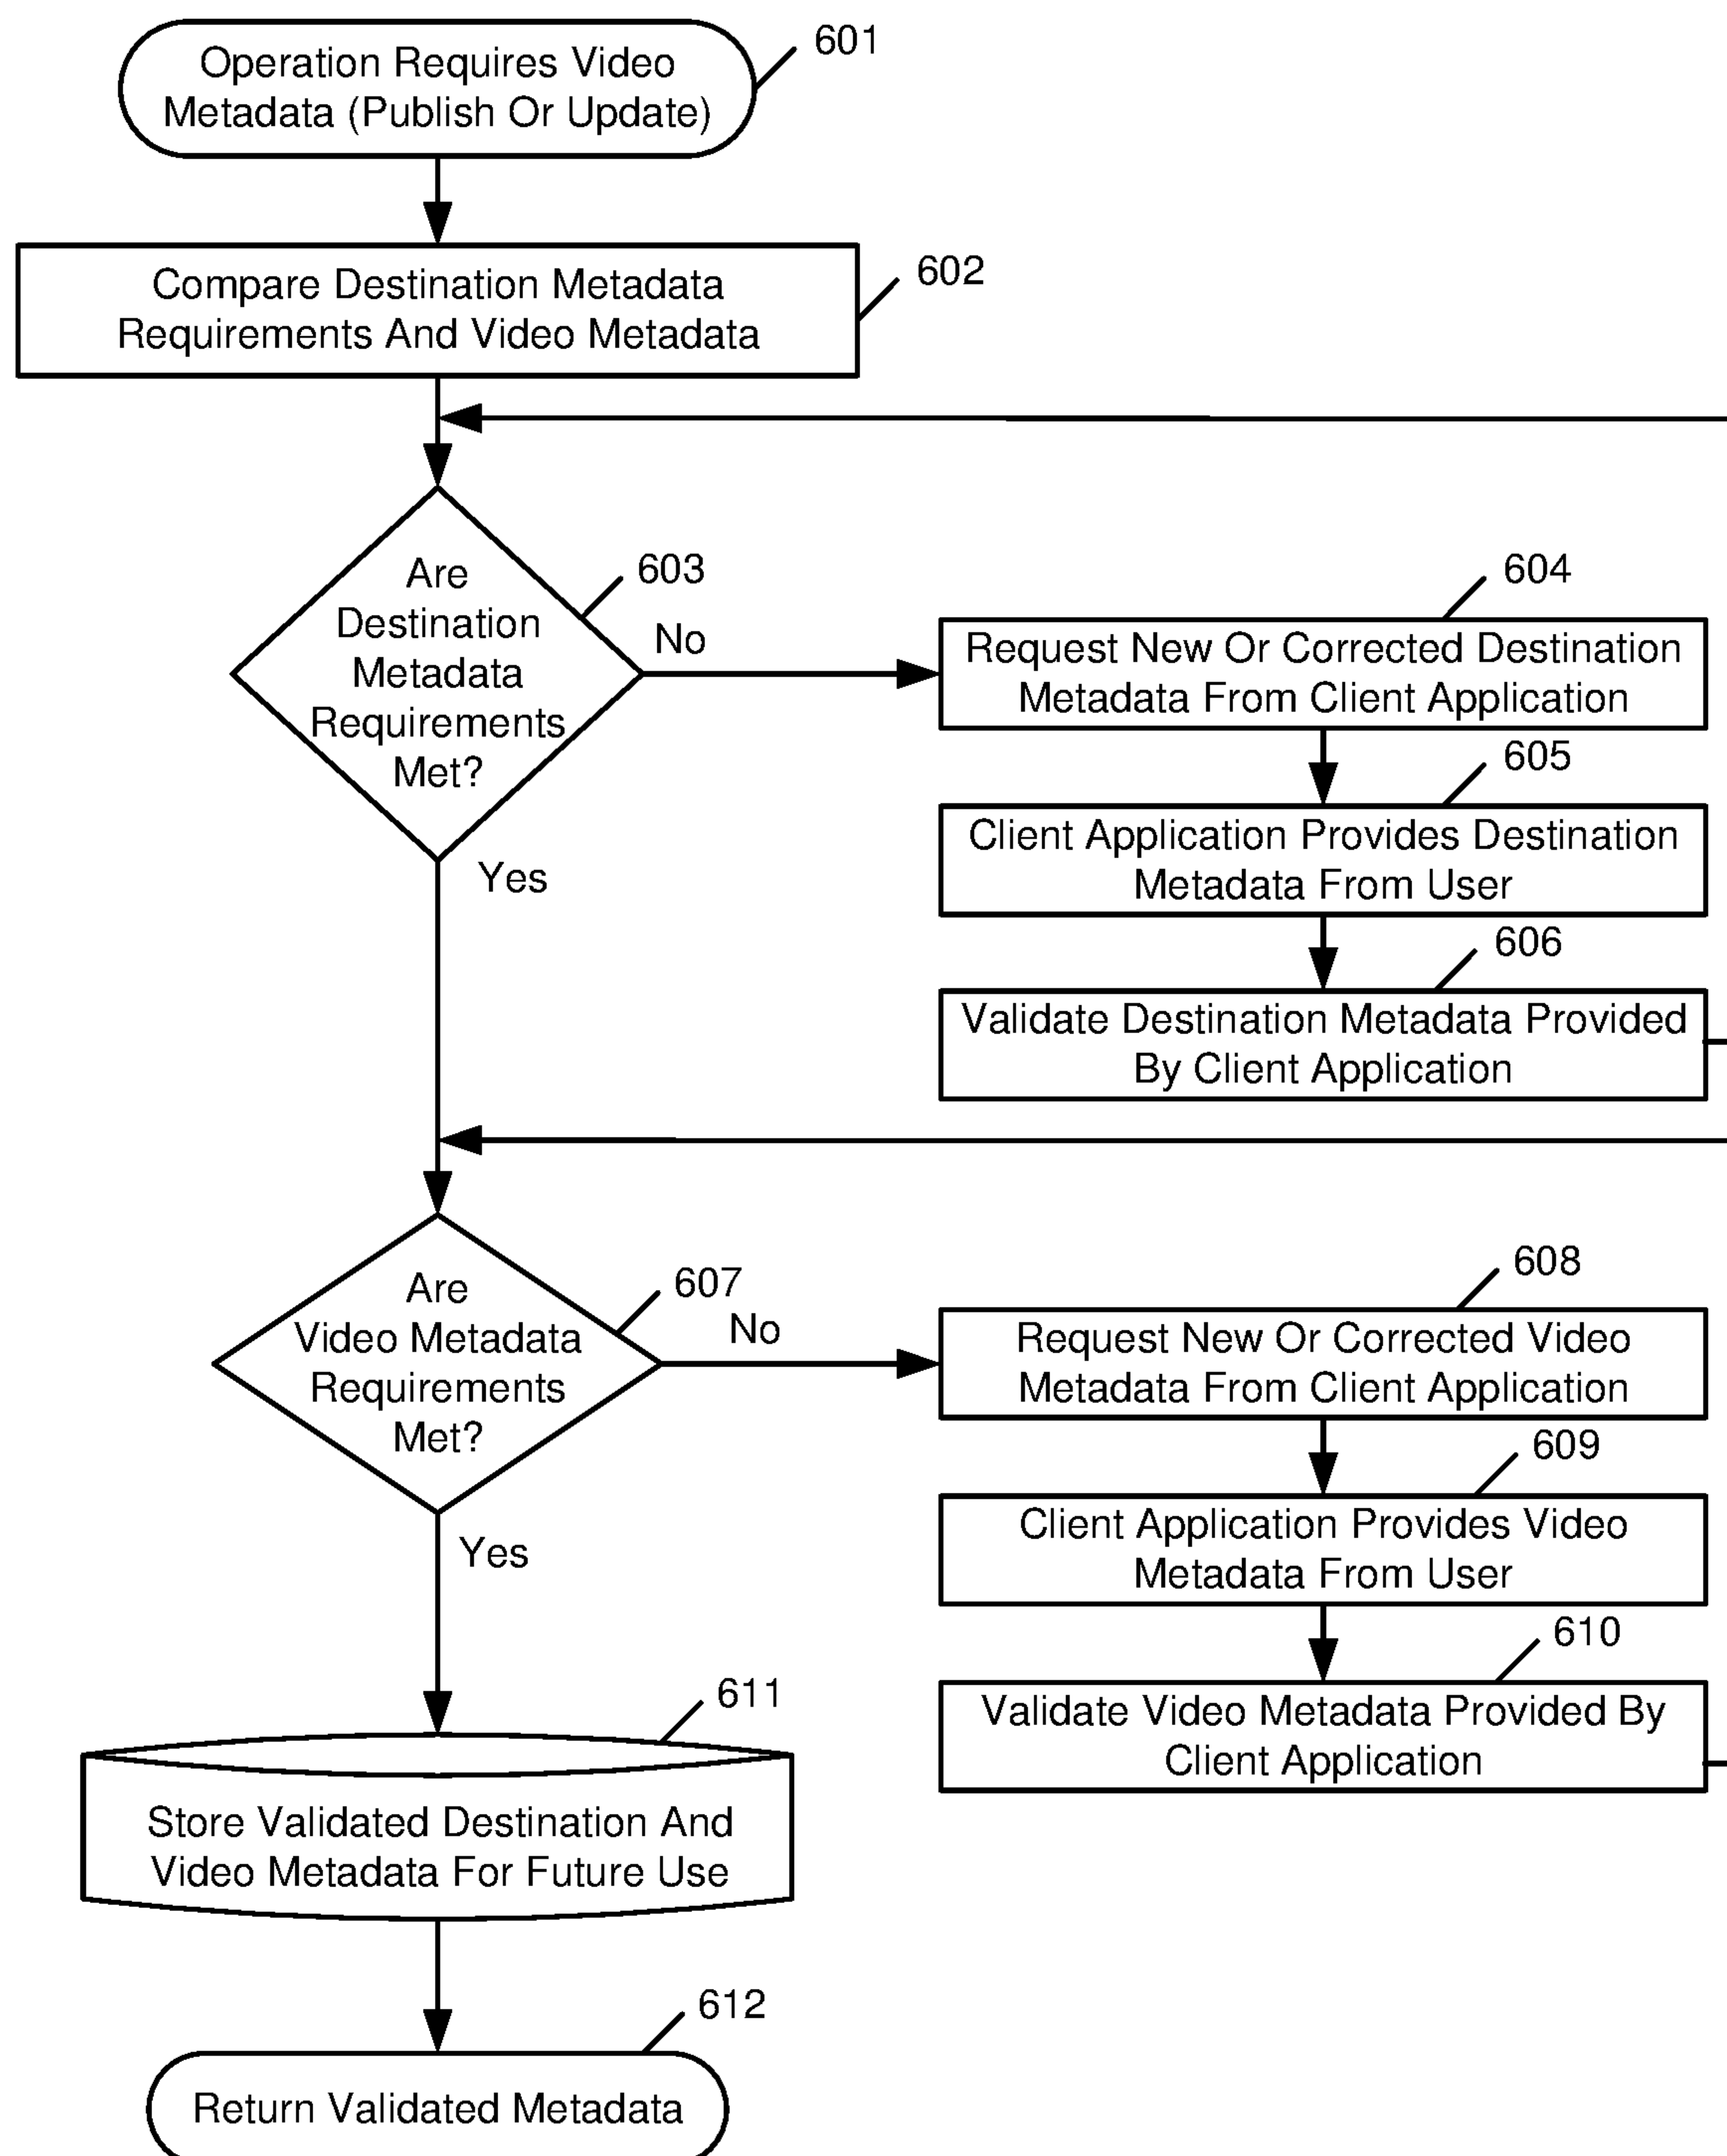 Operation Requires Video
Metadata (Publish Or Update)
601
Compare Destination Metadata
Requirements And Video Metadata
602
Are
Destination
Metadata
Requirements
Met?
603
No
Yes
Request New Or Corrected Destination
Metadata From Client Application
604
Client Application Provides Destination
Metadata From User
605
Validate Destination Metadata Provided
By Client Application
606
Are
Video Metadata
Requirements
Met?
607
No
Yes
Request New Or Corrected Video
Metadata From Client Application
608
Client Application Provides Video
Metadata From User
609
Validate Video Metadata Provided By
Client Application
610
Store Validated Destination And
Video Metadata For Future Use
611
Return Validated Metadata
612